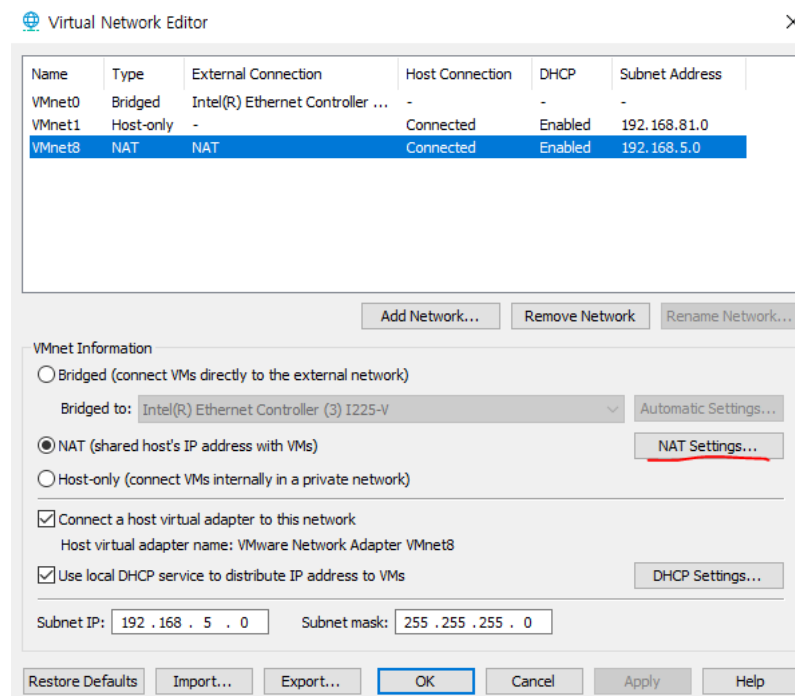 Virtual Network Editor
Name Type External Connection Host Connection DHCP Subnet Address
VMnet0 Bridged Intel(R) Ethernet Controller ... - - -
VMnet1 Host-only - Connected Enabled 192.168.81.0
VMnet8 NAT NAT Connected Enabled 192.168.5.0
Add Network... Remove Network Rename Network...
VMnet Information
Bridged (connect VMs directly to the external network)
Bridged to: Intel(R) Ethernet Controller (3) I225-V Automatic Settings...
NAT (shared host's IP address with VMs) NAT Settings...
Host-only (connect VMs internally in a private network)
Connect a host virtual adapter to this network
Host virtual adapter name: VMware Network Adapter VMnet8
Use local DHCP service to distribute IP address to VMs DHCP Settings...
Subnet IP: 192 . 168 . 5 . 0 Subnet mask: 255 . 255 . 255 . 0
Restore Defaults Import... Export... OK Cancel Apply Help